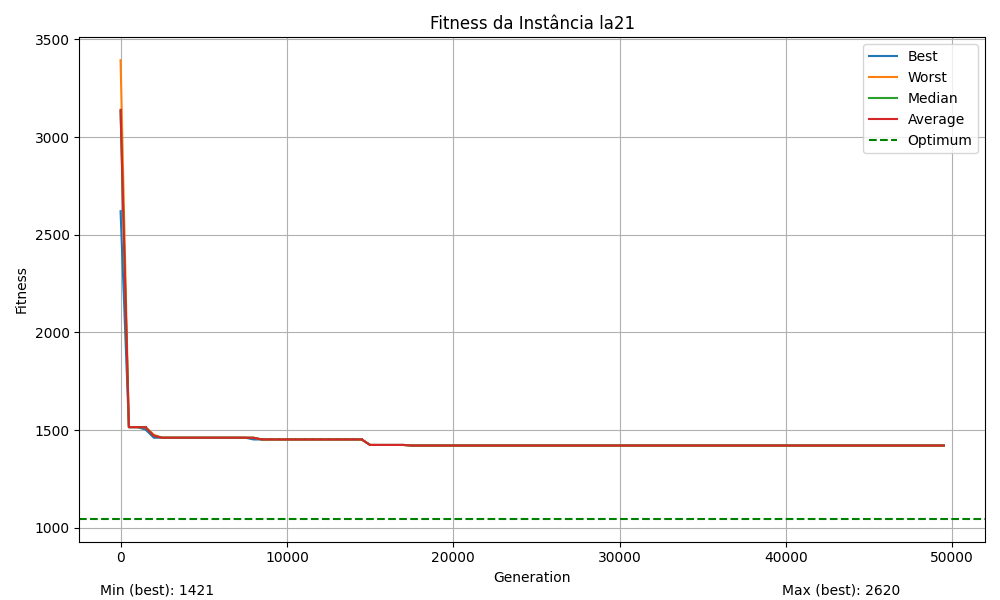 Fitness da Instância la21
3500
3000
2500
2000
1500
1000
Fitness
Best
Worst
Median
Average
Optimum
0
10000
20000
30000
40000
50000
Generation
Min (best): 1421
Max (best): 2620